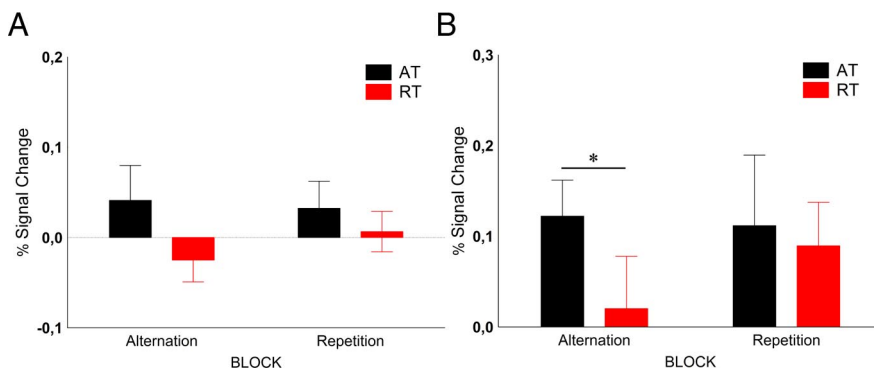 A
% Signal Change
0,2
0,1
0,0
-0,1
AT
RT
Alternation
Repetition
BLOCK
B
% Signal Change
0,3
0,2
0,1
0,0
AT
RT
*
Alternation
Repetition
BLOCK